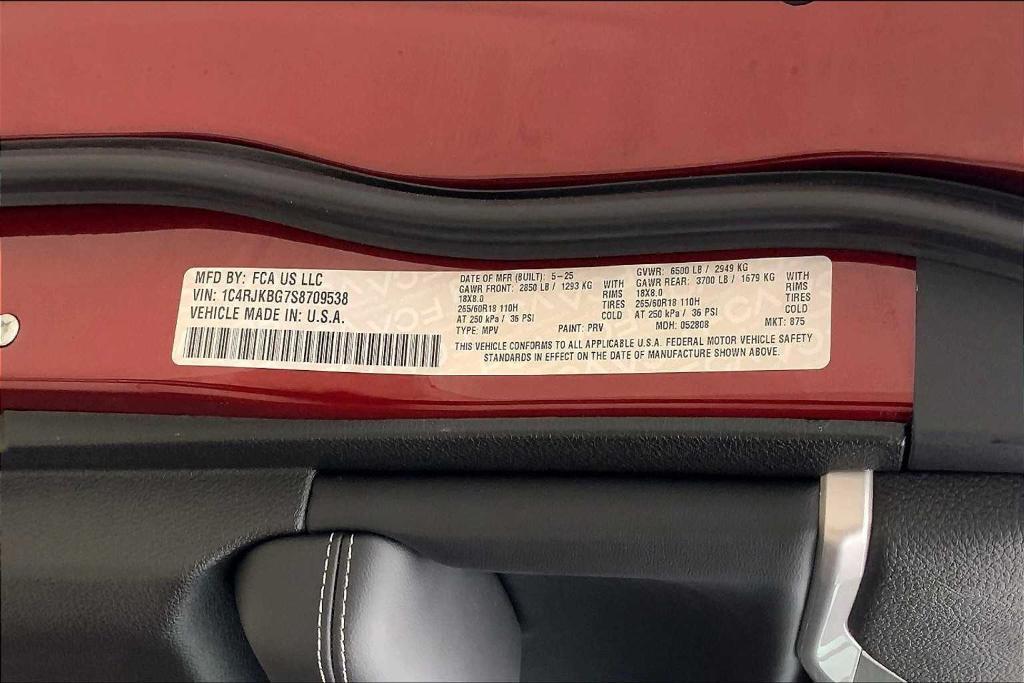 MFD BY: FCA US LLC
VIN: 1C4RJKBG7S8709538
VEHICLE MADE IN: U.S.A.
DATE OF MFR (BUILT): 5-25
GAWR FRONT: 2850 LB / 1293 KG WITH
18X8.0 RIMS
265/60R18 110H TIRES
AT 250 kPa / 36 PSI COLD
TYPE: MPV PAINT: PRV
GVWR: 6500 LB / 2949 KG
GAWR REAR: 3700 LB / 1679 KG WITH
18X8.0 RIMS
265/60R18 110H TIRES
AT 250 kPa / 36 PSI COLD
MDH: 052808 MKT: 875
THIS VEHICLE CONFORMS TO ALL APPLICABLE U.S.A. FEDERAL MOTOR VEHICLE SAFETY
STANDARDS IN EFFECT ON THE DATE OF MANUFACTURE SHOWN ABOVE.